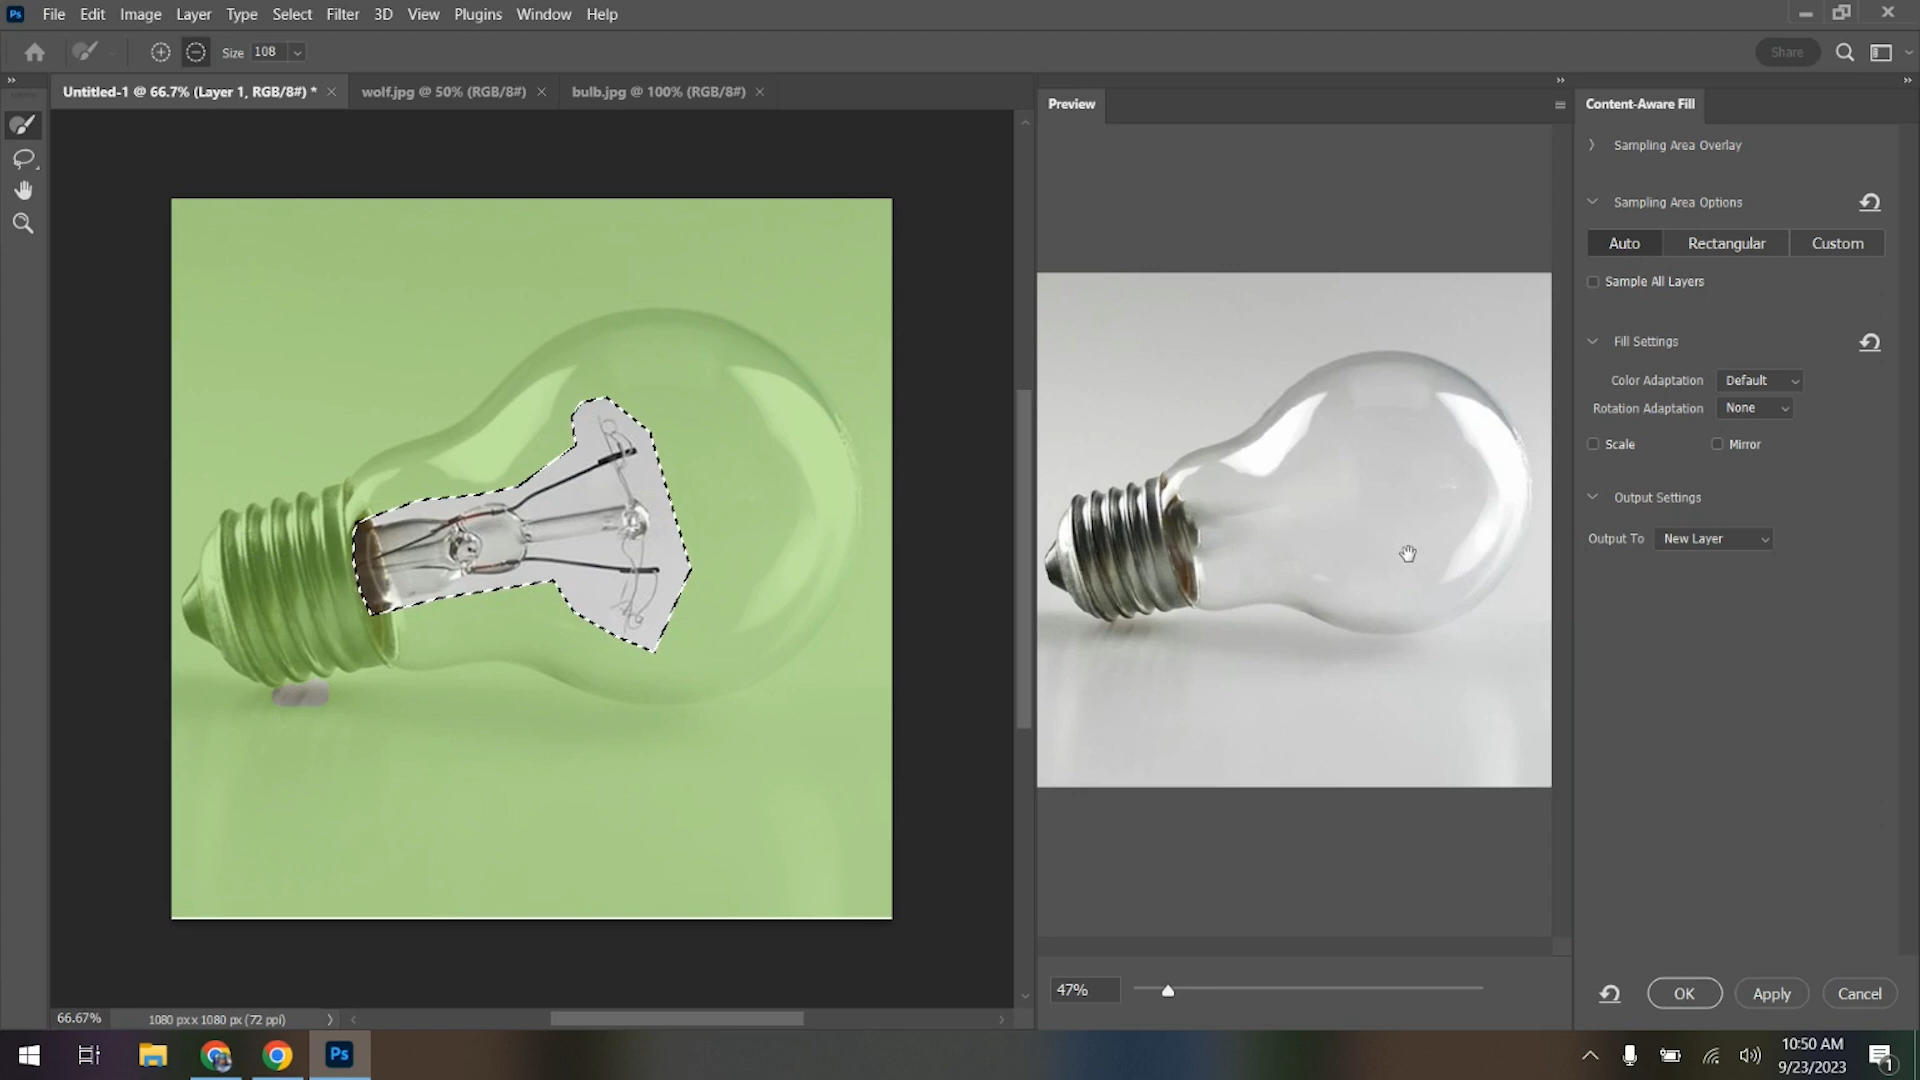 Ps File Edit Image Layer Type Select Filter 3D View Plugins Window Help
Size 108 Share
Untitled-1 @ 66.7% (Layer 1, RGB/8#) * wolf.jpg @ 50% (RGB/8#) bulb.jpg @ 100% (RGB/8#)
Preview
Content-Aware Fill
Sampling Area Overlay
Sampling Area Options
Auto Rectangular Custom
Sample All Layers
Fill Settings
Color Adaptation Default
Rotation Adaptation None
Scale Mirror
Output Settings
Output To New Layer
47%
OK Apply Cancel
66.67% 1080 px x 1080 px (72 ppi)
Ps
10:50 AM
9/23/2023
1